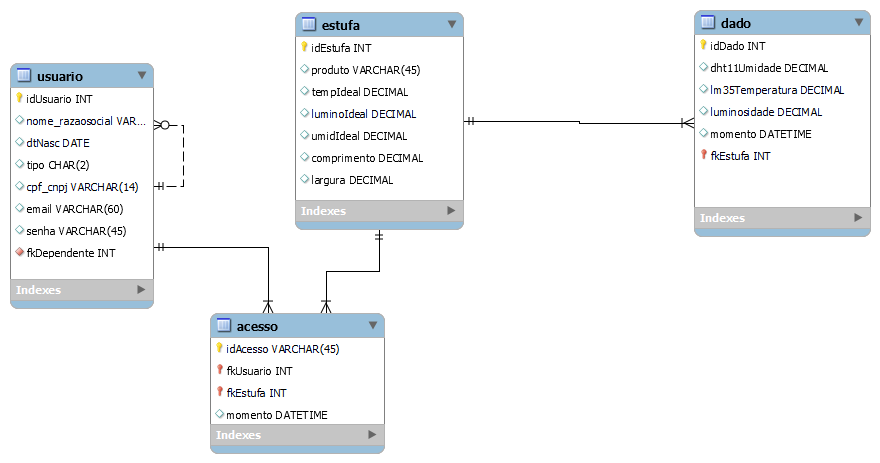 usuario
idUsuario INT
nome_razaosocial VAR...
dtNasc DATE
tipo CHAR(2)
cpf_cnpj VARCHAR(14)
email VARCHAR(60)
senha VARCHAR(45)
fkDependente INT
Indexes
estufa
idEstufa INT
produto VARCHAR(45)
tempIdeal DECIMAL
luminoIdeal DECIMAL
umidIdeal DECIMAL
comprimento DECIMAL
largura DECIMAL
Indexes
dado
idDado INT
dht11Umidade DECIMAL
lm35Temperatura DECIMAL
luminosidade DECIMAL
momento DATETIME
fkEstufa INT
Indexes
acesso
idAcesso VARCHAR(45)
fkUsuario INT
fkEstufa INT
momento DATETIME
Indexes